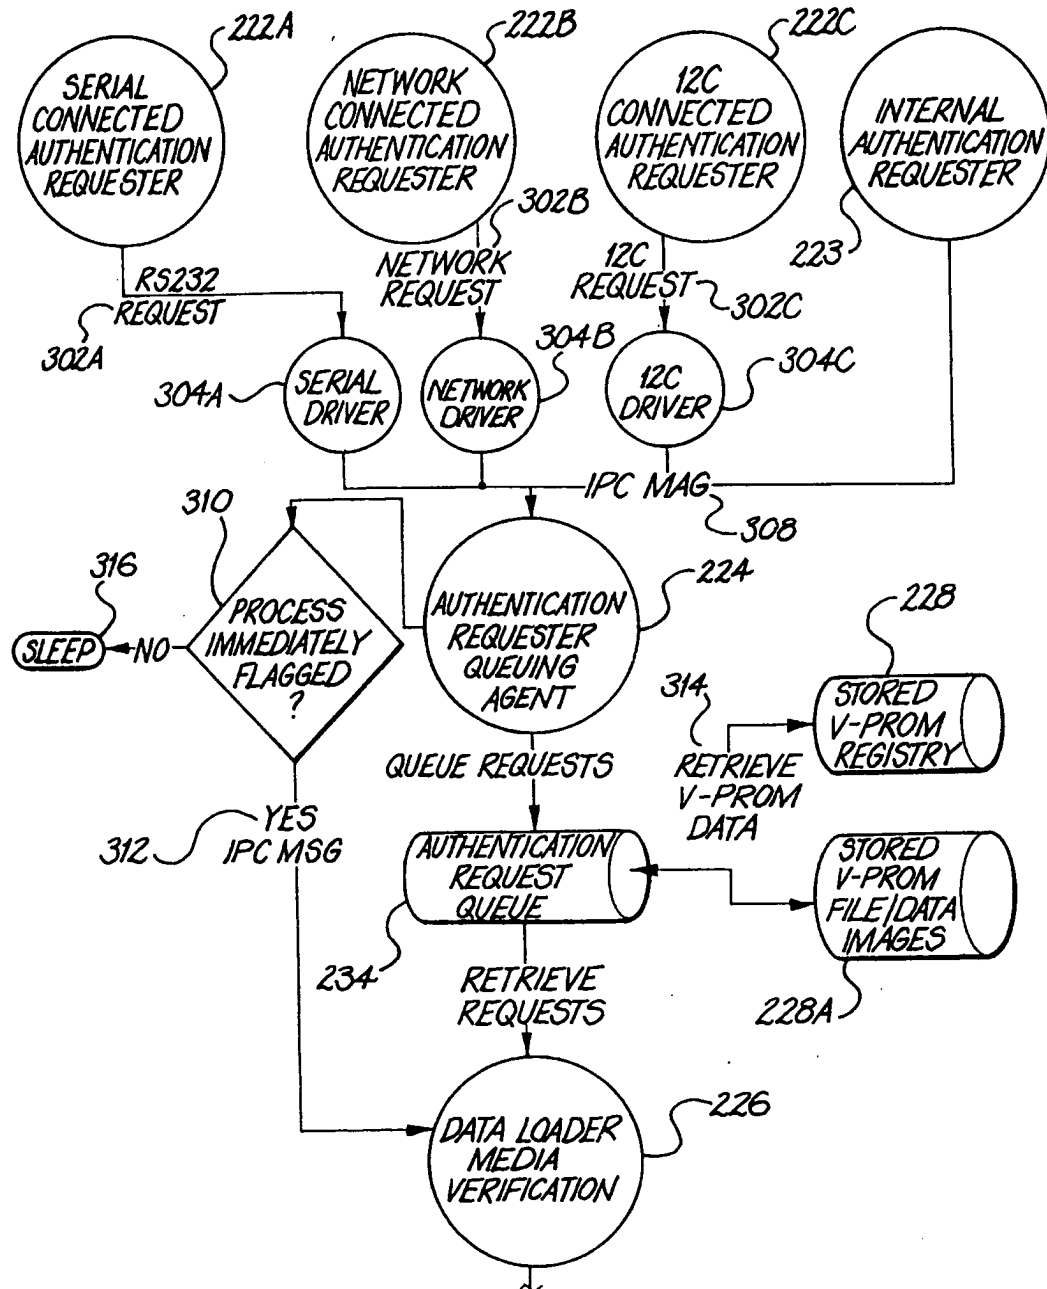 222A
222B
222C
SERIAL
CONNECTED
AUTHENTICATION
REQUESTER
NETWORK
CONNECTED
AUTHENTICATION
REQUESTER
12C
CONNECTED
AUTHENTICATION
REQUESTER
INTERNAL
AUTHENTICATION
REQUESTER
223
302B
RS232
REQUEST
302A
NETWORK
REQUEST
12C
REQUEST
302C
304A
SERIAL
DRIVER
304B
NETWORK
DRIVER
12C
DRIVER
304C
IPC MAG
308
310
316
SLEEP
NO
PROCESS
IMMEDIATELY
FLAGGED
?
AUTHENTICATION
REQUESTER
QUEUING
AGENT
224
228
STORED
V-PROM
REGISTRY
314
RETRIEVE
V-PROM
DATA
QUEUE REQUESTS
312
YES
IPC MSG
AUTHENTICATION
REQUEST
QUEUE
234
STORED
V-PROM
FILE/DATA
IMAGES
228A
RETRIEVE
REQUESTS
DATA LOADER
MEDIA
VERIFICATION
226